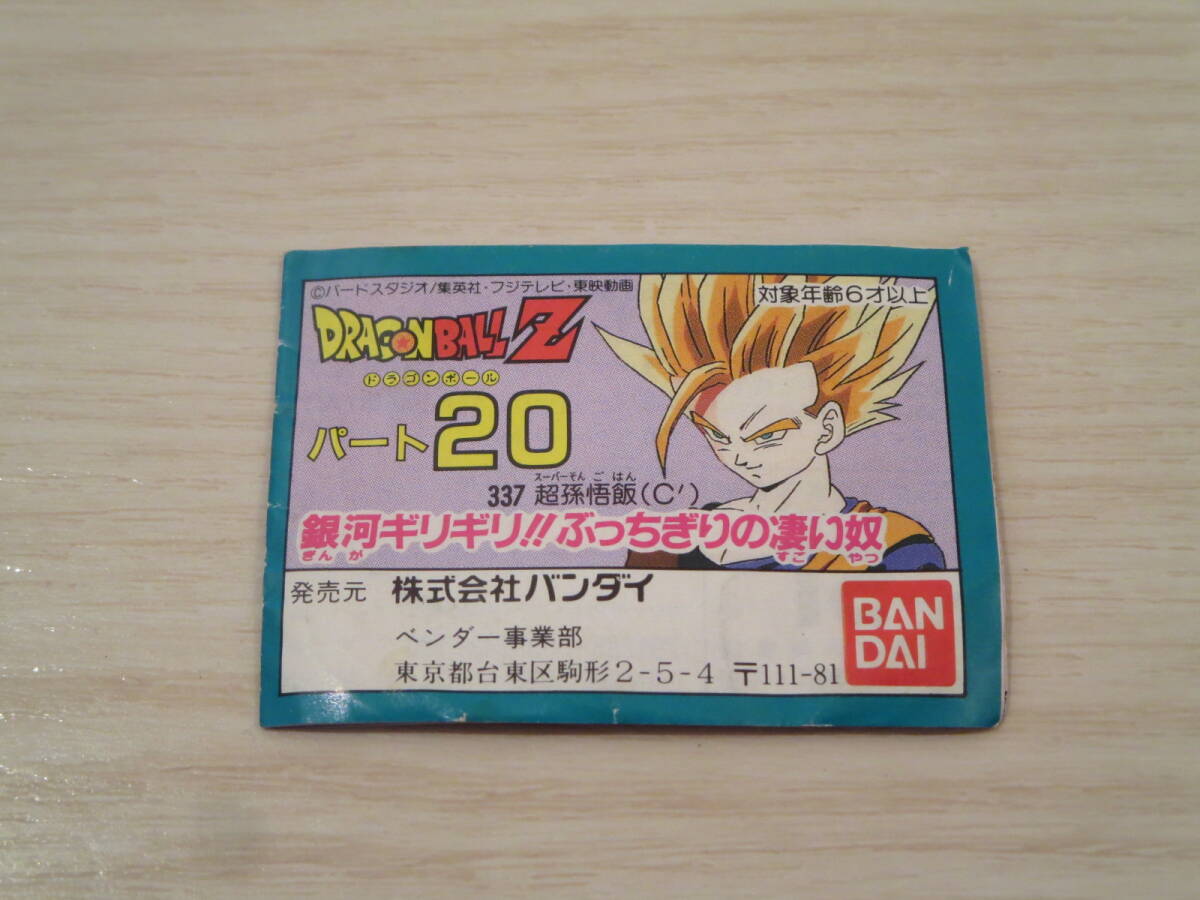 ©バードスタジオ/集英社・フジテレビ・東映動画
対象年齢6才以上
DRAGONBALL Z
ドラゴンボール
パート20
スーパーそん ご はん
337 超孫悟飯(C')
銀河ギリギリ!!ぶっちぎりの凄い奴
ぎん が すご やつ
発売元 株式会社バンダイ
ベンダー事業部
東京都台東区駒形2-5-4 〒111-81
BAN
DAI